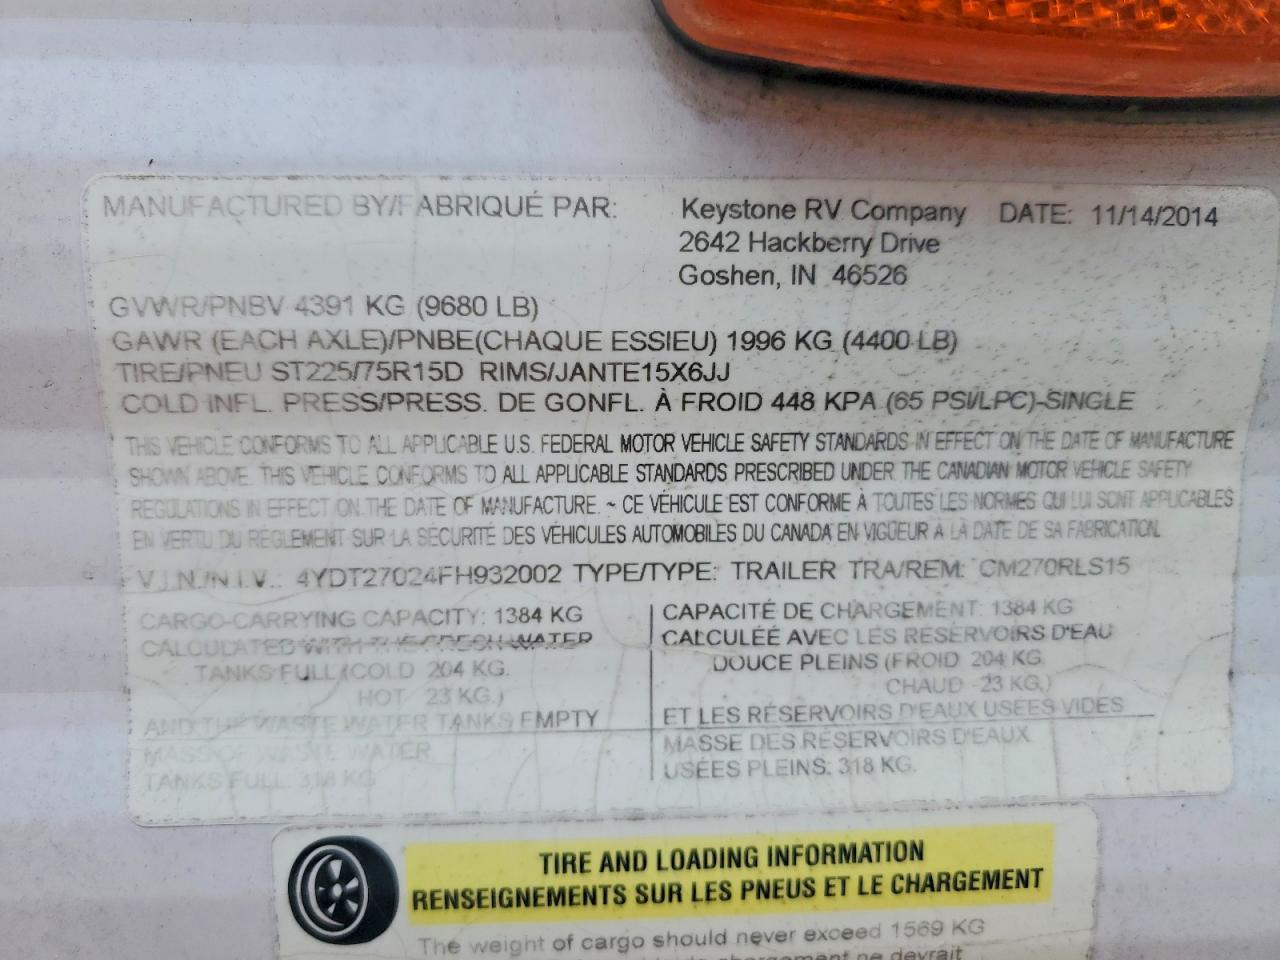 MANUFACTURED BY/FABRIQUÉ PAR: Keystone RV Company DATE: 11/14/2014
2642 Hackberry Drive
Goshen, IN 46526
GVWR/PNBV 4391 KG (9680 LB)
GAWR (EACH AXLE)/PNBE(CHAQUE ESSIEU) 1996 KG (4400 LB)
TIRE/PNEU ST225/75R15D RIMS/JANTE15X6JJ
COLD INFL. PRESS/PRESS. DE GONFL. À FROID 448 KPA (65 PSI/LPC)-SINGLE
THIS VEHICLE CONFORMS TO ALL APPLICABLE U.S. FEDERAL MOTOR VEHICLE SAFETY STANDARDS IN EFFECT ON THE DATE OF MANUFACTURE
SHOWN ABOVE. THIS VEHICLE CONFORMS TO ALL APPLICABLE STANDARDS PRESCRIBED UNDER THE CANADIAN MOTOR VEHICLE SAFETY
REGULATIONS IN EFFECT ON THE DATE OF MANUFACTURE. ~ CE VÉHICULE EST CONFORME À TOUTES LES NORMES QUI LUI SONT APPLICABLES
EN VERTU DU RÈGLEMENT SUR LA SÉCURITÉ DES VÉHICULES AUTOMOBILES DU CANADA EN VIGUEUR À LA DATE DE SA FABRICATION.
V.I.N./N.I.V.: 4YDT27024FH932002 TYPE/TYPE: TRAILER TRA/REM: CM270RLS15
CARGO-CARRYING CAPACITY: 1384 KG
CALCULATED WITH THE FRESH WATER
TANKS FULL (COLD 204 KG.
HOT 23 KG.)
AND THE WASTE WATER TANKS EMPTY
MASS OF WASTE WATER
TANKS FULL: 318 KG
CAPACITÉ DE CHARGEMENT: 1384 KG
CALCULÉE AVEC LES RÉSERVOIRS D'EAU
DOUCE PLEINS (FROID 204 KG.
CHAUD 23 KG.)
ET LES RÉSERVOIRS D'EAUX USÉES VIDES
MASSE DES RÉSERVOIRS D'EAUX
USÉES PLEINS: 318 KG.
TIRE AND LOADING INFORMATION
RENSEIGNEMENTS SUR LES PNEUS ET LE CHARGEMENT
The weight of cargo should never exceed 1569 KG
chargement ne devrait